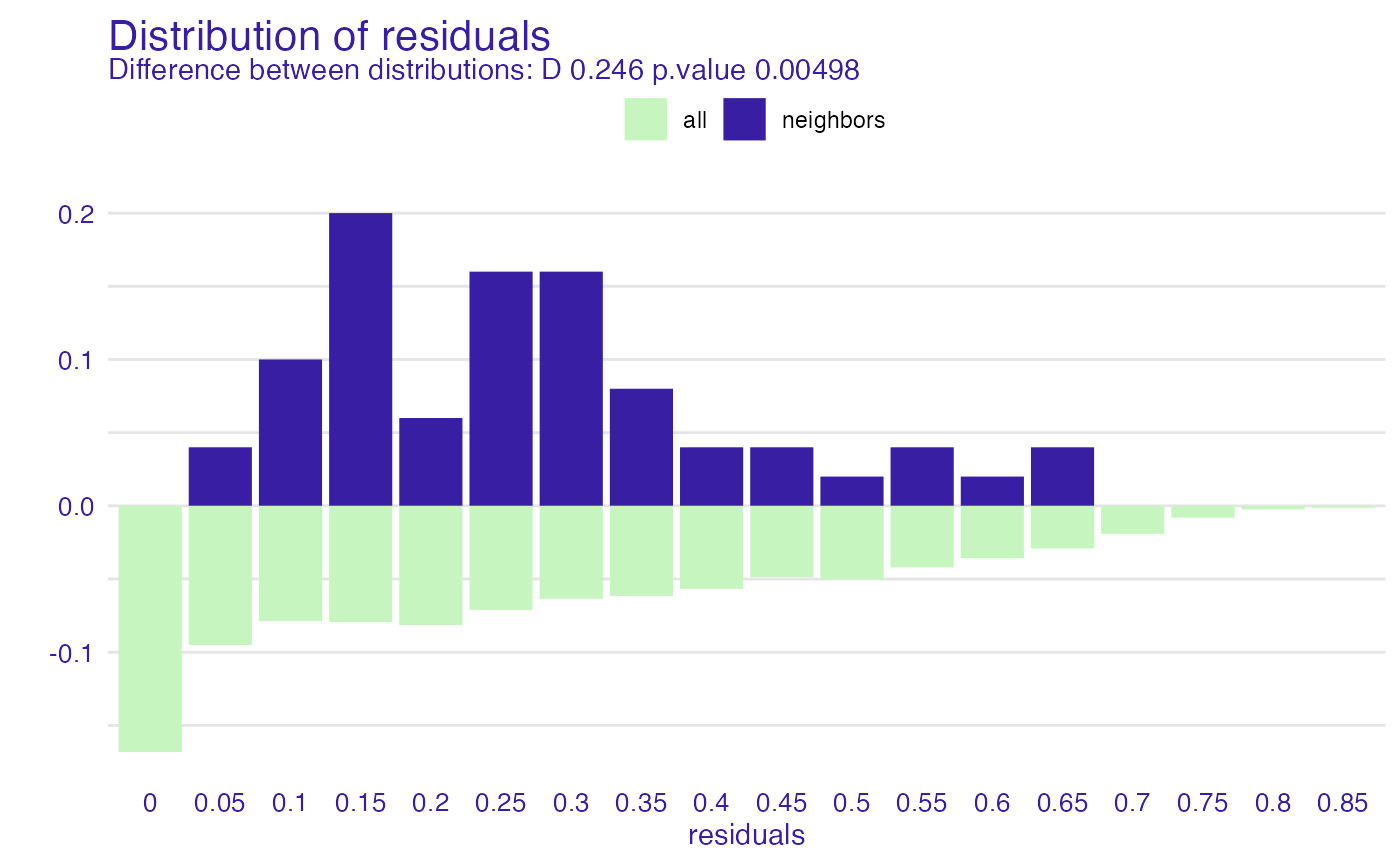 Distribution of residuals
Difference between distributions: D 0.246 p.value 0.00498
all neighbors
0.2
0.1
0.0
-0.1
0 0.05 0.1 0.15 0.2 0.25 0.3 0.35 0.4 0.45 0.5 0.55 0.6 0.65 0.7 0.75 0.8 0.85
residuals